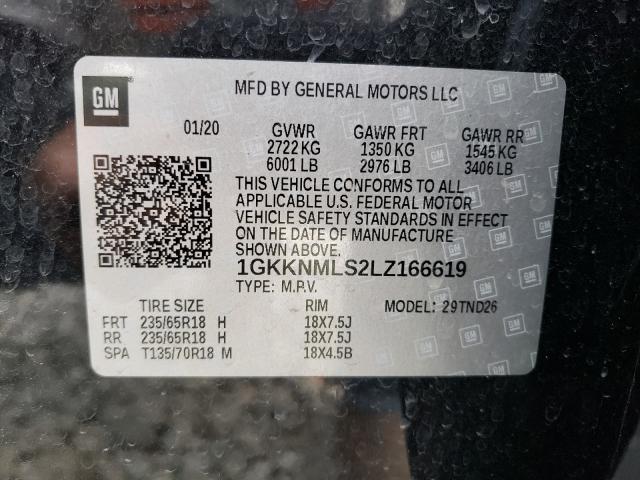 GM
MFD BY GENERAL MOTORS LLC
01/20 GVWR GAWR FRT GAWR RR
2722 KG 1350 KG 1545 KG
6001 LB 2976 LB 3406 LB
THIS VEHICLE CONFORMS TO ALL
APPLICABLE U.S. FEDERAL MOTOR
VEHICLE SAFETY STANDARDS IN EFFECT
ON THE DATE OF MANUFACTURE
SHOWN ABOVE.
1GKKNMLS2LZ166619
TYPE: M.P.V. MODEL: 29TND26
TIRE SIZE RIM
FRT 235/65R18 H 18X7.5J
RR 235/65R18 H 18X7.5J
SPA T135/70R18 M 18X4.5B